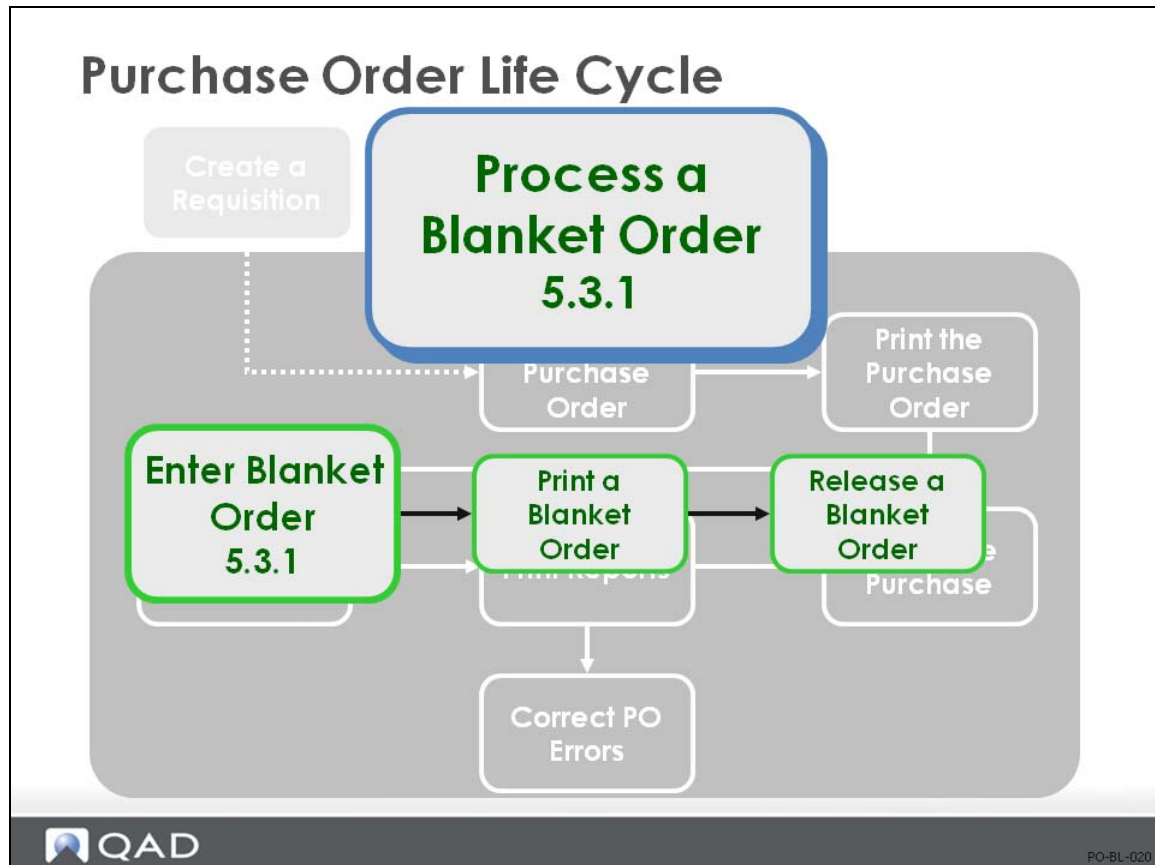 Purchase Order Life Cycle
Create a
Requisition
Process a
Blanket Order
5.3.1
Purchase
Order
Print the
Purchase
Order
Enter Blanket
Order
5.3.1
Print a
Blanket
Order
Release a
Blanket
Order
Print Reports
Purchase
Correct PO
Errors
QAD
PO-BL-020